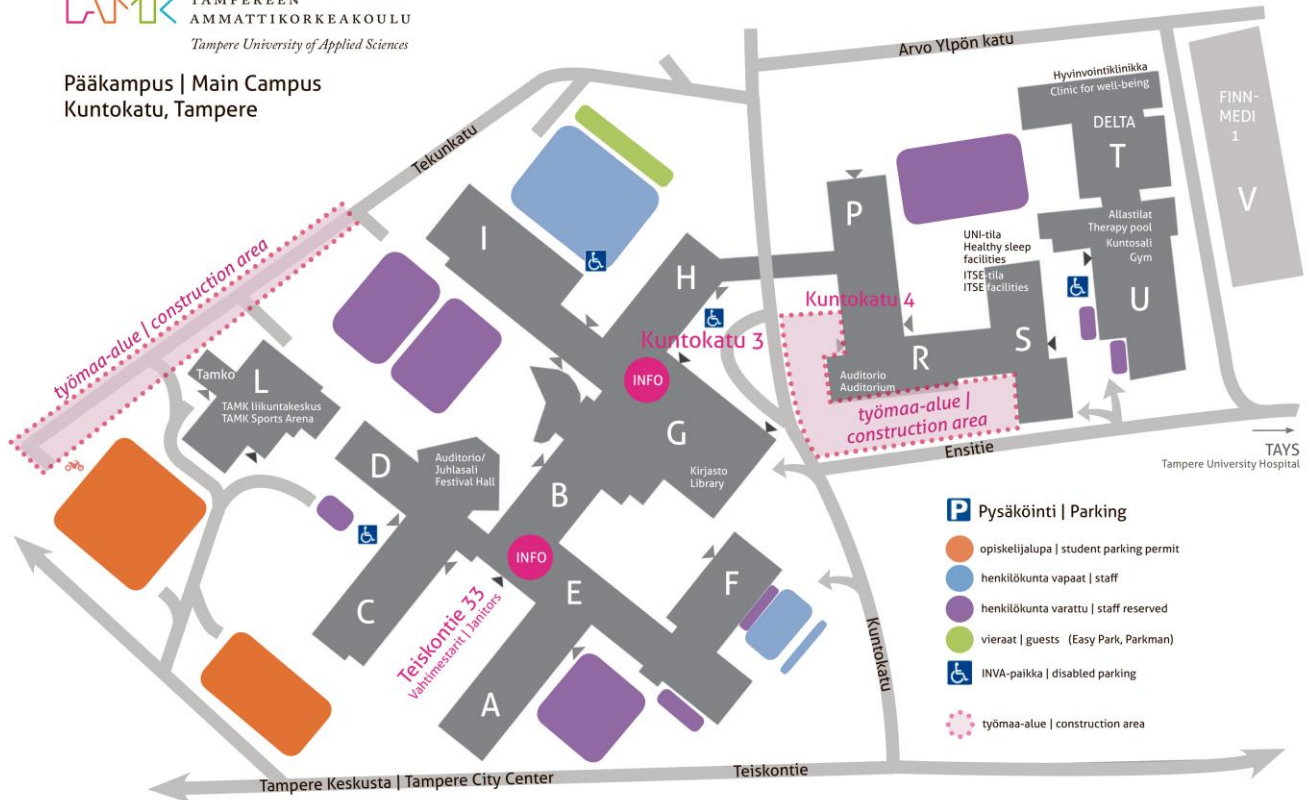 TAMK
TAMPEREEN
AMMATTIKORKEAKOULU
Tampere University of Applied Sciences
Pääkampus | Main Campus
Kuntokatu, Tampere
Arvo Ylpön katu
Hyvinvointiklinikka
Clinic for well-being
DELTA
T
FINN-
MEDI
1
V
Tekunkatu
P
I
UNI-tila
Healthy sleep
facilities
ITSE-tila
ITSE facilities
Allastilat
Therapy pool
Kuntosali
Gym
U
H
työmaa-alue | construction area
Kuntokatu 4
Kuntokatu 3
INFO
R
S
Auditorio
Auditorium
työmaa-alue |
construction area
Tamko
L
TAMK liikuntakeskus
TAMK Sports Arena
G
Kirjasto
Library
Ensitie
TAYS
Tampere University Hospital
D
Auditorio/
Juhlasali
Festival Hall
B
INFO
E
F
C
A
Teiskontie 33
Vahtimestarit | Janitors
Kuntokatu
P Pysäköinti | Parking
opiskelijalupa | student parking permit
henkilökunta vapaat | staff
henkilökunta varattu | staff reserved
vieraat | guests (Easy Park, Parkman)
INVA-paikka | disabled parking
työmaa-alue | construction area
Tampere Keskusta | Tampere City Center
Teiskontie